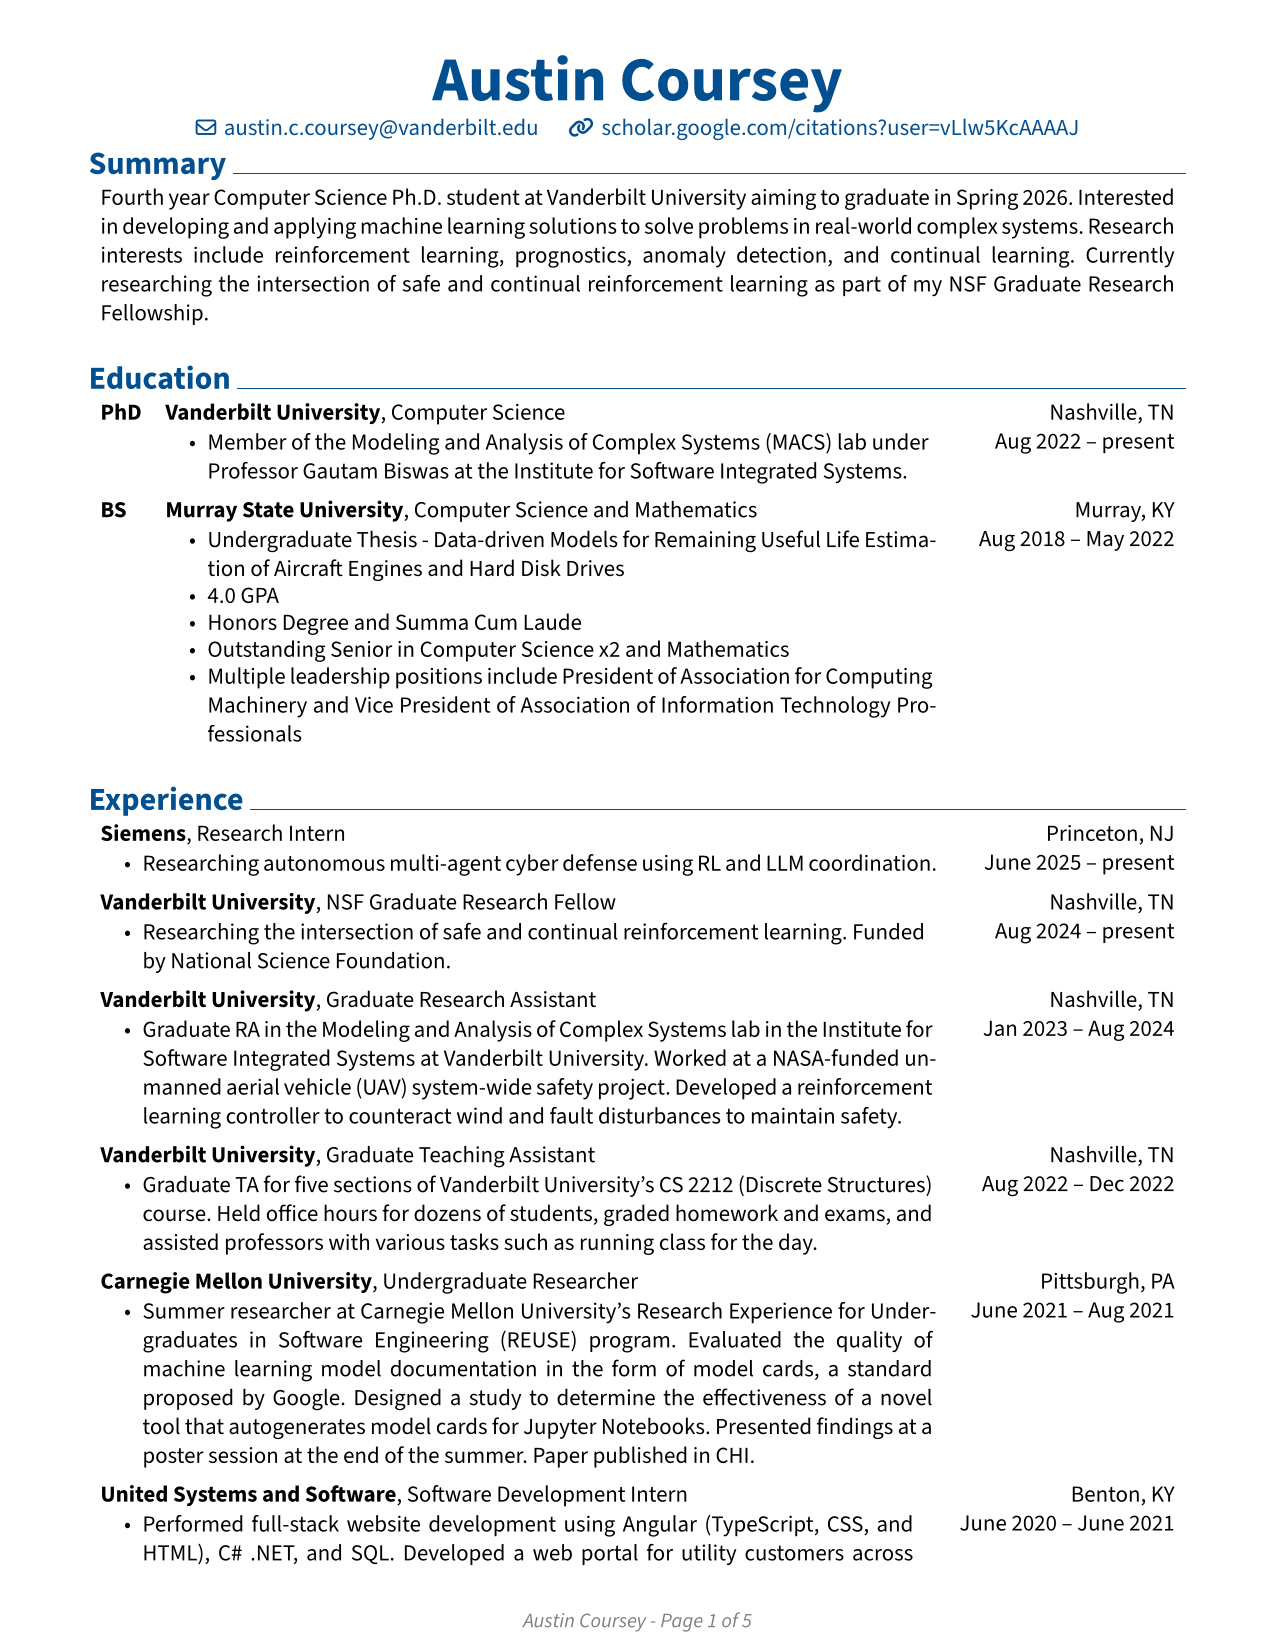 Austin Coursey
austin.c.coursey@vanderbilt.edu scholar.google.com/citations?user=vLlw5KcAAAAJ
Summary
Fourth year Computer Science Ph.D. student at Vanderbilt University aiming to graduate in Spring 2026. Interested
in developing and applying machine learning solutions to solve problems in real-world complex systems. Research
interests include reinforcement learning, prognostics, anomaly detection, and continual learning. Currently
researching the intersection of safe and continual reinforcement learning as part of my NSF Graduate Research
Fellowship.
Education
PhD Vanderbilt University, Computer Science Nashville, TN
• Member of the Modeling and Analysis of Complex Systems (MACS) lab under Aug 2022 – present
Professor Gautam Biswas at the Institute for Software Integrated Systems.
BS Murray State University, Computer Science and Mathematics Murray, KY
• Undergraduate Thesis - Data-driven Models for Remaining Useful Life Estima- Aug 2018 – May 2022
tion of Aircraft Engines and Hard Disk Drives
• 4.0 GPA
• Honors Degree and Summa Cum Laude
• Outstanding Senior in Computer Science x2 and Mathematics
• Multiple leadership positions include President of Association for Computing
Machinery and Vice President of Association of Information Technology Pro-
fessionals
Experience
Siemens, Research Intern Princeton, NJ
• Researching autonomous multi-agent cyber defense using RL and LLM coordination. June 2025 – present
Vanderbilt University, NSF Graduate Research Fellow Nashville, TN
• Researching the intersection of safe and continual reinforcement learning. Funded Aug 2024 – present
by National Science Foundation.
Vanderbilt University, Graduate Research Assistant Nashville, TN
• Graduate RA in the Modeling and Analysis of Complex Systems lab in the Institute for Jan 2023 – Aug 2024
Software Integrated Systems at Vanderbilt University. Worked at a NASA-funded un-
manned aerial vehicle (UAV) system-wide safety project. Developed a reinforcement
learning controller to counteract wind and fault disturbances to maintain safety.
Vanderbilt University, Graduate Teaching Assistant Nashville, TN
• Graduate TA for five sections of Vanderbilt University's CS 2212 (Discrete Structures) Aug 2022 – Dec 2022
course. Held office hours for dozens of students, graded homework and exams, and
assisted professors with various tasks such as running class for the day.
Carnegie Mellon University, Undergraduate Researcher Pittsburgh, PA
• Summer researcher at Carnegie Mellon University's Research Experience for Under- June 2021 – Aug 2021
graduates in Software Engineering (REUSE) program. Evaluated the quality of
machine learning model documentation in the form of model cards, a standard
proposed by Google. Designed a study to determine the effectiveness of a novel
tool that autogenerates model cards for Jupyter Notebooks. Presented findings at a
poster session at the end of the summer. Paper published in CHI.
United Systems and Software, Software Development Intern Benton, KY
• Performed full-stack website development using Angular (TypeScript, CSS, and June 2020 – June 2021
HTML), C# .NET, and SQL. Developed a web portal for utility customers across
Austin Coursey - Page 1 of 5